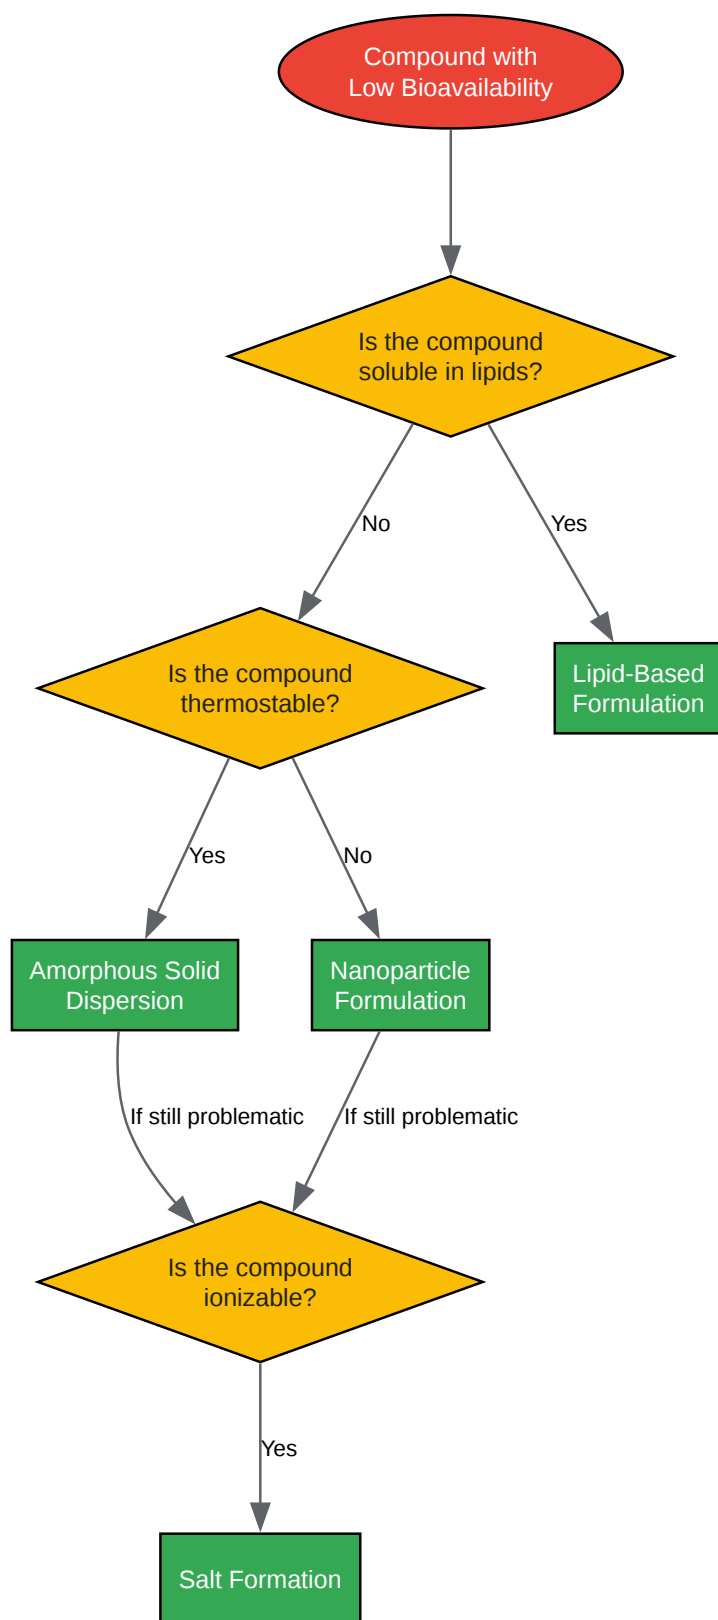 Compound with
Low Bioavailability
Is the compound
soluble in lipids?
No
Yes
Is the compound
thermostable?
Lipid-Based
Formulation
Yes
No
Amorphous Solid
Dispersion
Nanoparticle
Formulation
If still problematic
If still problematic
Is the compound
ionizable?
Yes
Salt Formation